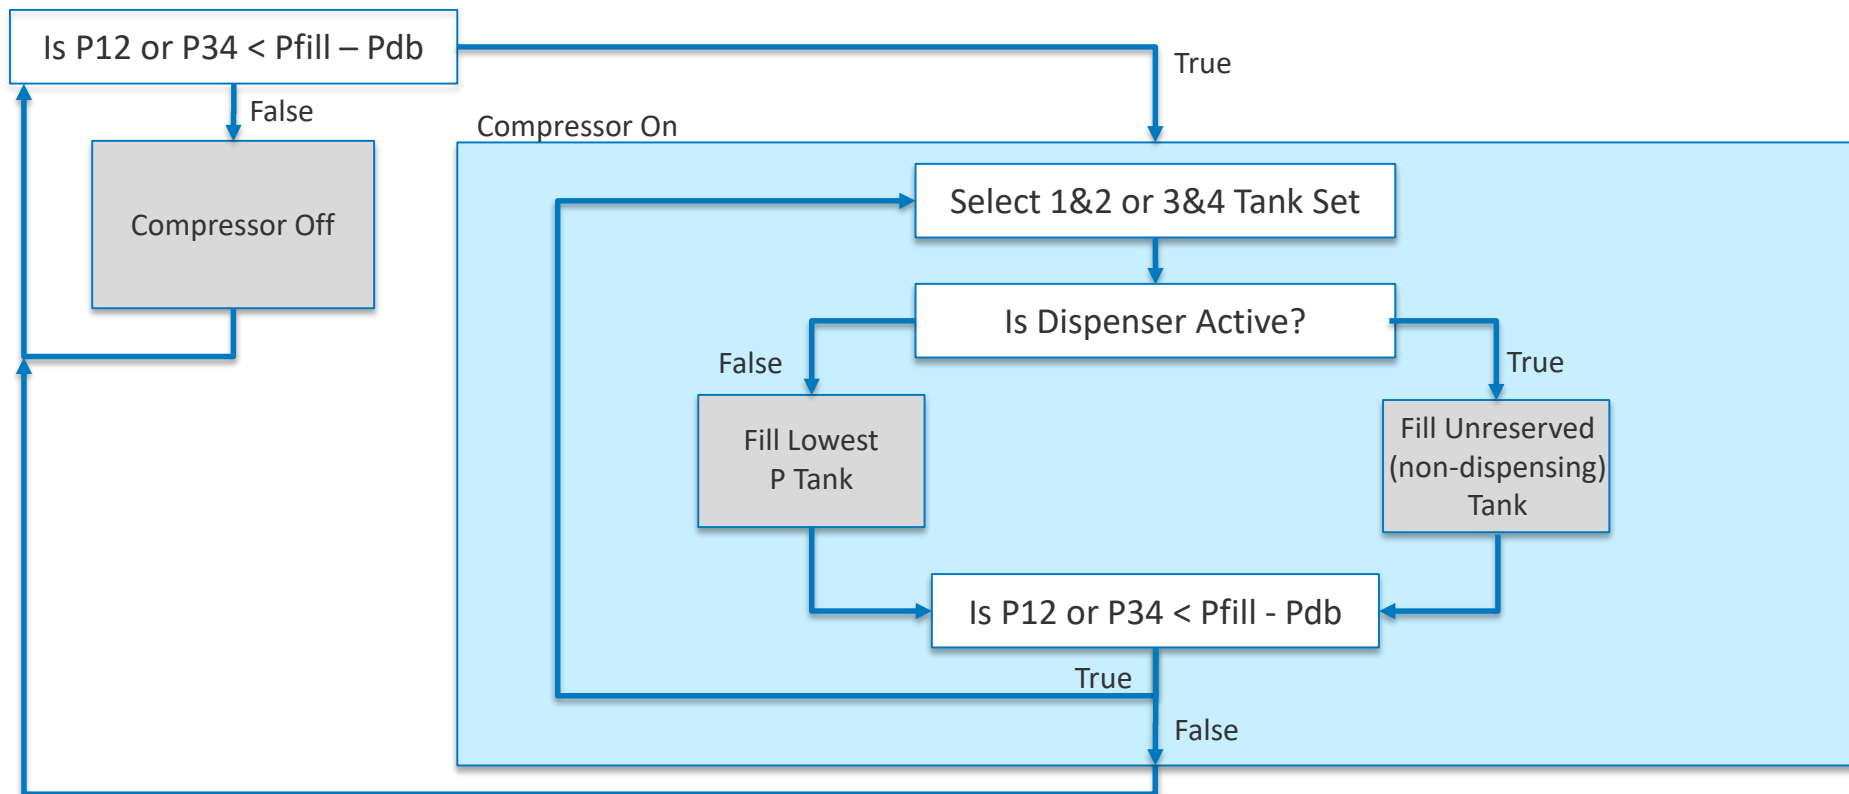 Is P12 or P34 < Pfill – Pdb
True
False
Compressor On
Compressor Off
Select 1&2 or 3&4 Tank Set
Is Dispenser Active?
False
True
Fill Lowest
P Tank
Fill Unreserved
(non-dispensing)
Tank
Is P12 or P34 < Pfill - Pdb
True
False